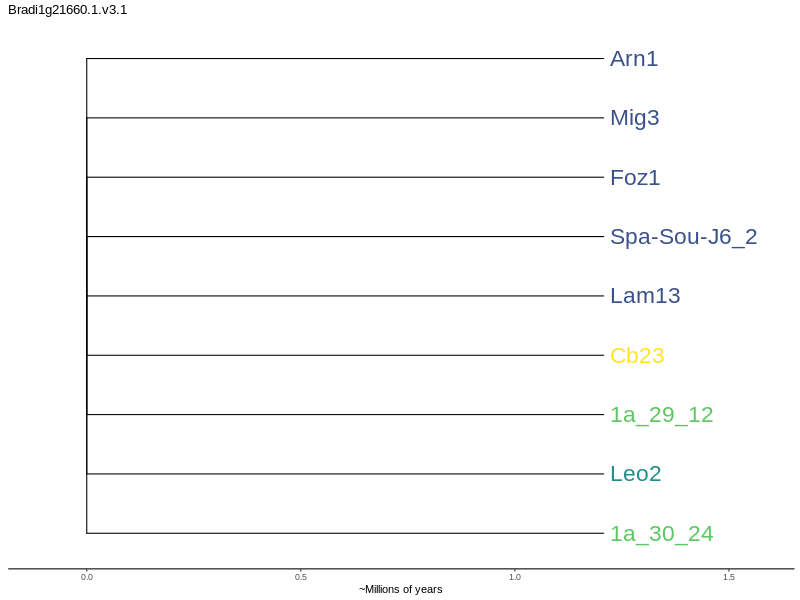 Bradi1g21660.1.v3.1
Arn1
Mig3
Foz1
Spa-Sou-J6_2
Lam13
Cb23
1a_29_12
Leo2
1a_30_24
0.0 0.5 1.0 1.5
~Millions of years